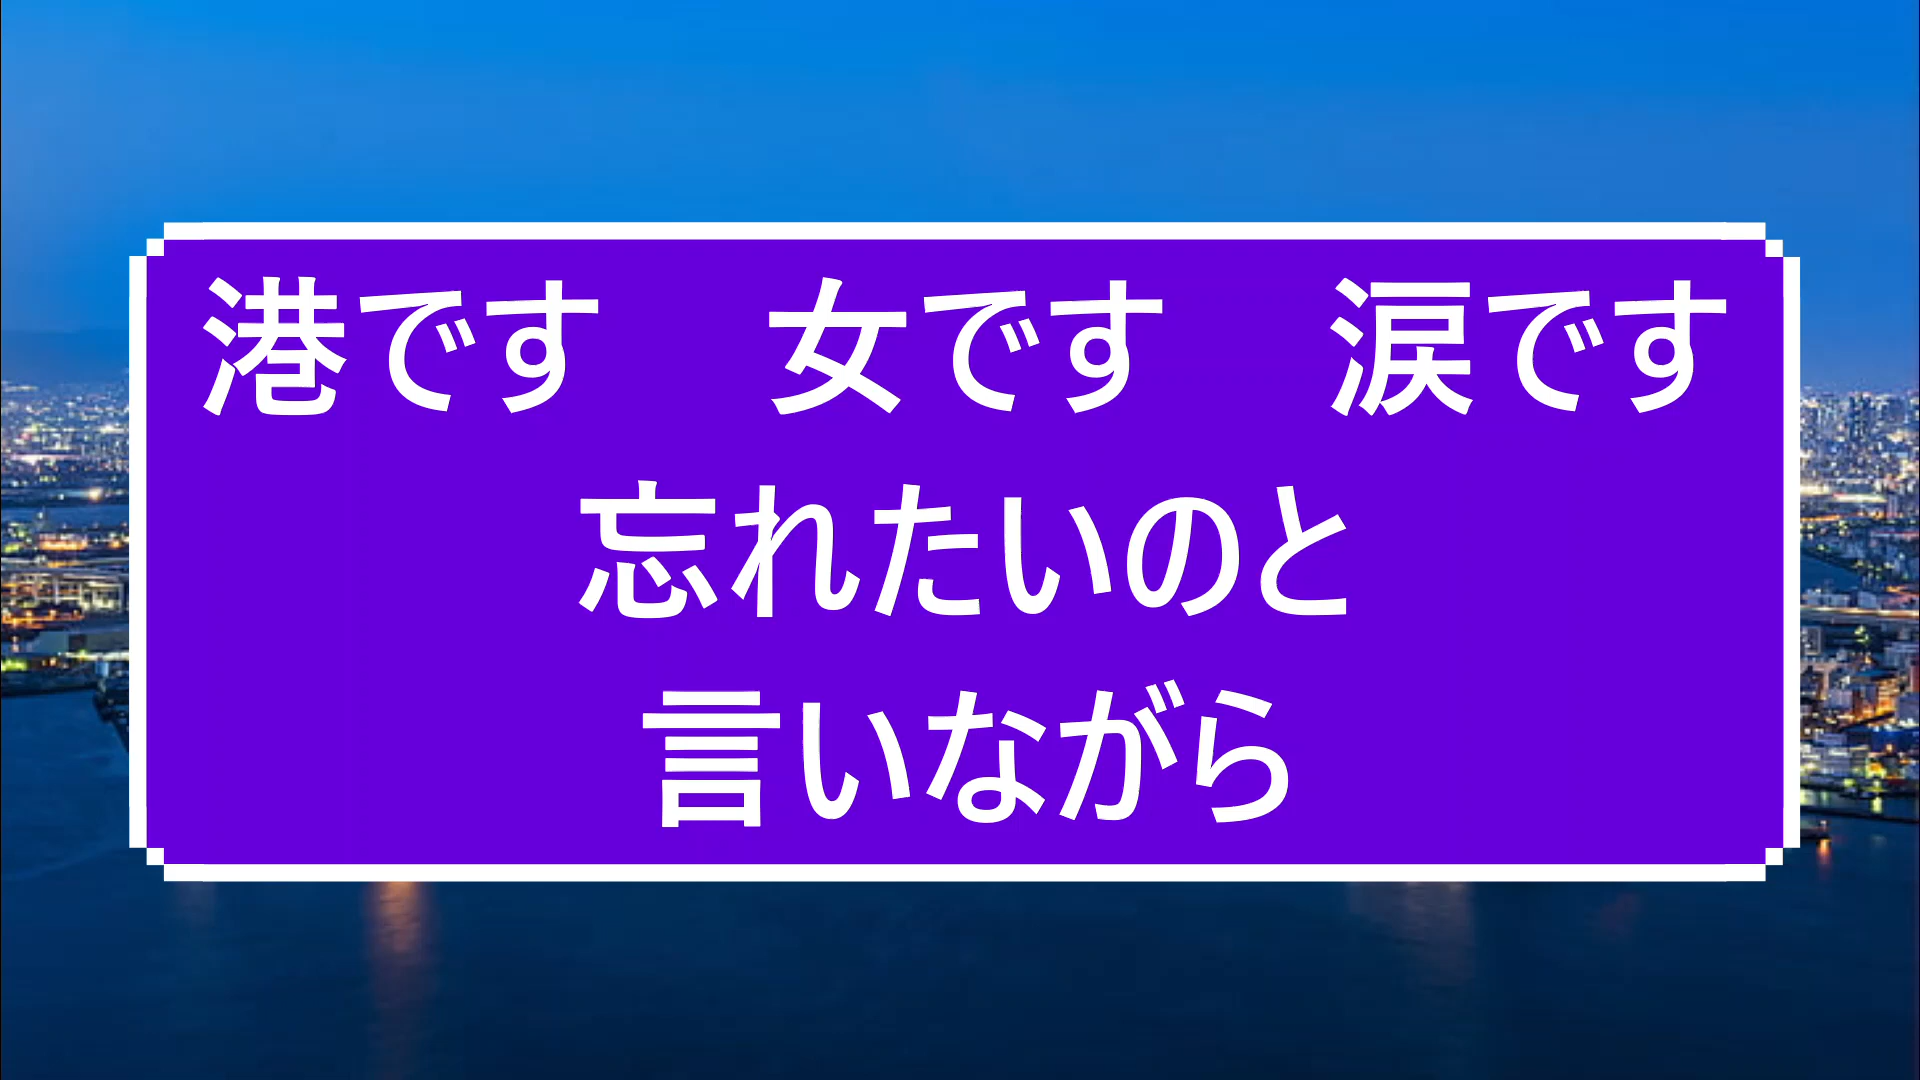 港です　女です　涙です
忘れたいのと
言いながら